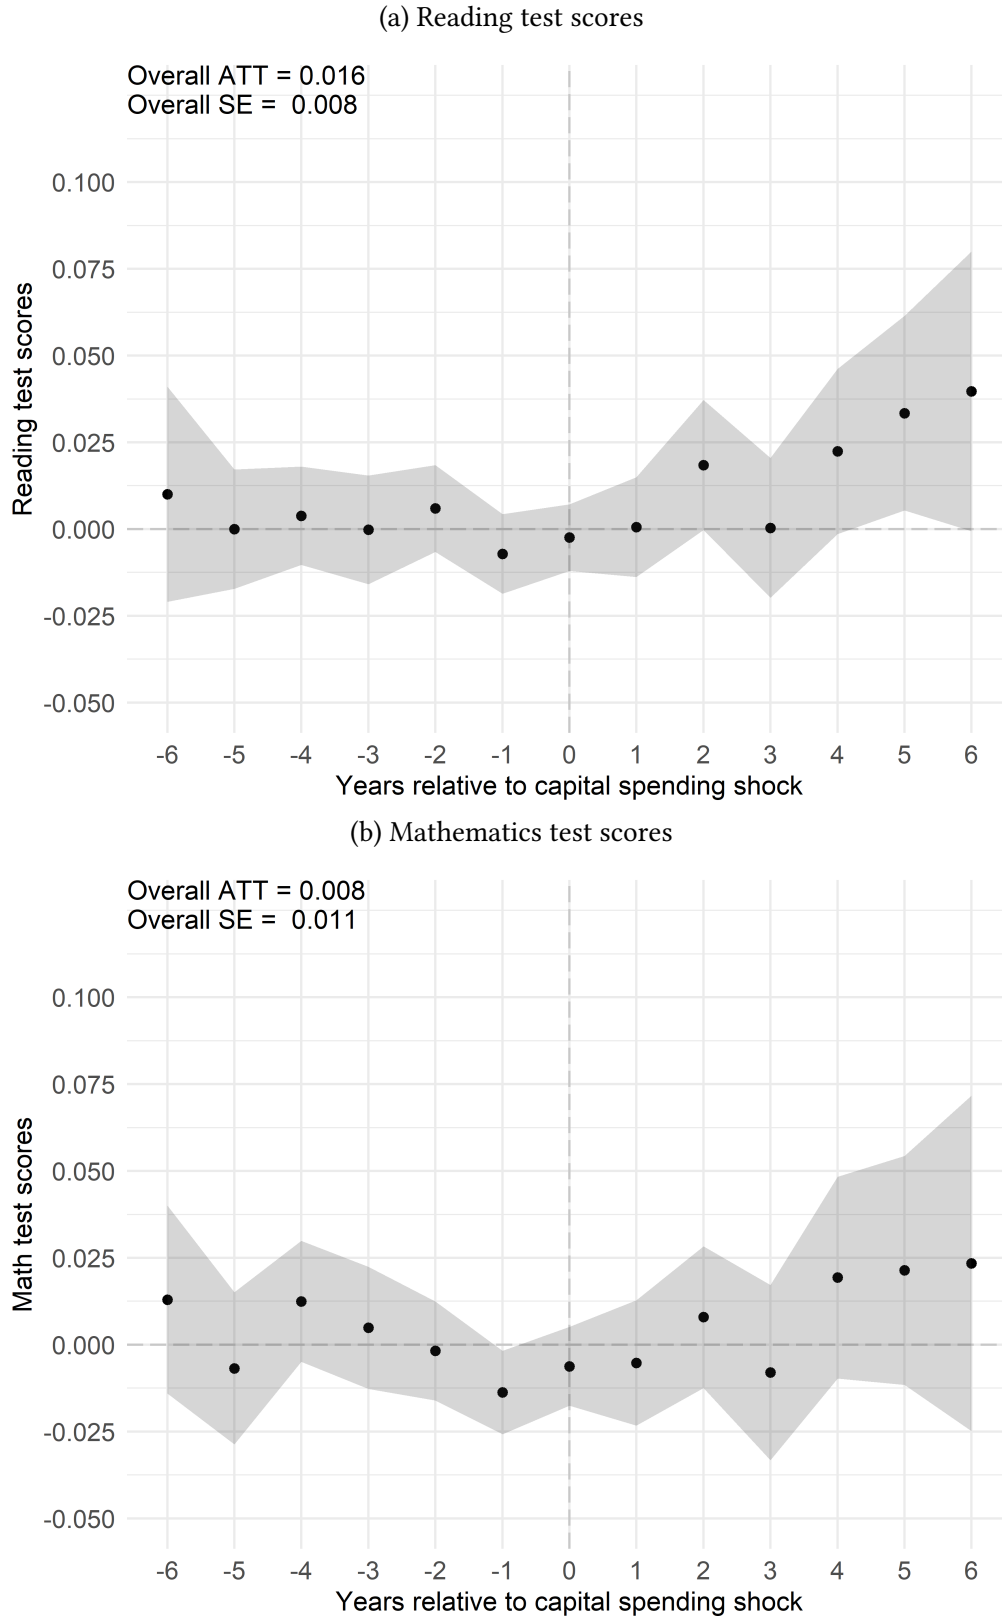 (a) Reading test scores
Overall ATT = 0.016
Overall SE =  0.008
0.100
0.075
0.050
0.025
0.000
-0.025
-0.050
Reading test scores
-6 -5 -4 -3 -2 -1 0 1 2 3 4 5 6
Years relative to capital spending shock
(b) Mathematics test scores
Overall ATT = 0.008
Overall SE =  0.011
0.100
0.075
0.050
0.025
0.000
-0.025
-0.050
Math test scores
-6 -5 -4 -3 -2 -1 0 1 2 3 4 5 6
Years relative to capital spending shock